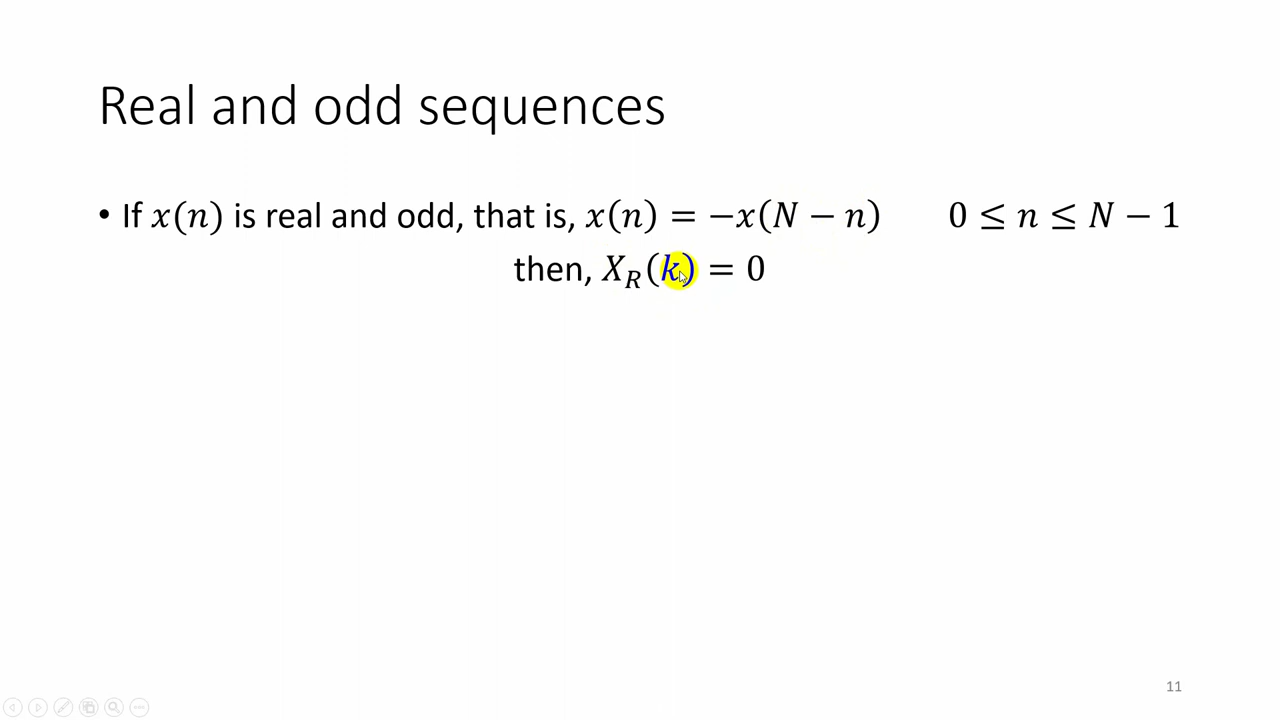 Real and odd sequences
• If x(n) is real and odd, that is, x(n) = −x(N − n) 0 ≤ n ≤ N − 1
then, X_R(k) = 0
11